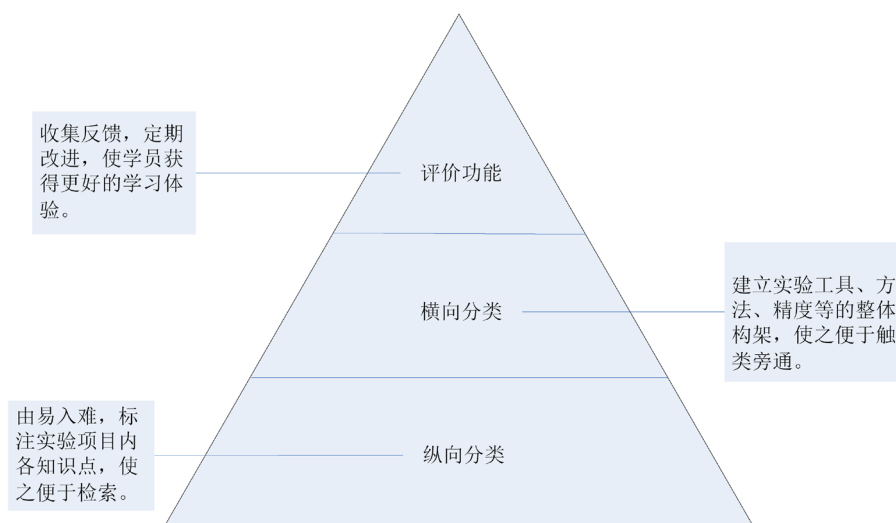 收集反馈，定期
改进，使学员获
得更好的学习体
验。
评价功能
建立实验工具、方
法、精度等的整体
构架，使之便于触
类旁通。
横向分类
由易入难，标
注实验项目内
各知识点，使
之便于检索。
纵向分类